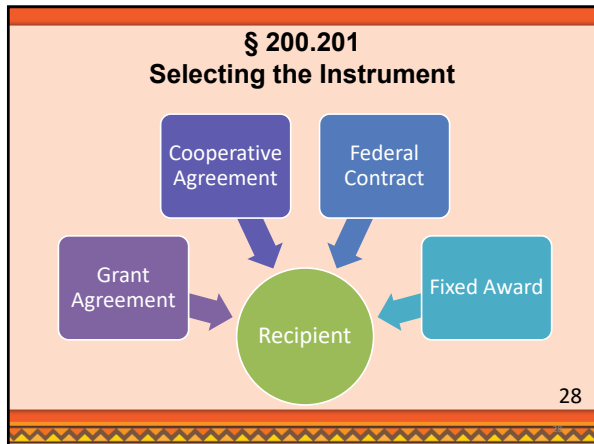 § 200.201
Selecting the Instrument
Cooperative
Agreement
Federal
Contract
Grant
Agreement
Fixed Award
Recipient
28